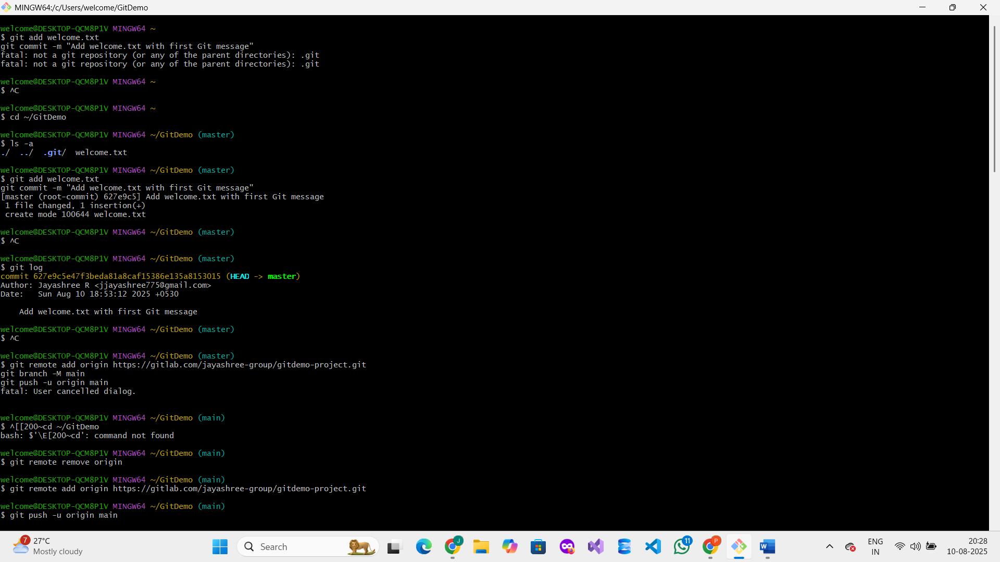 MINGW64:/c/Users/welcome/GitDemo
welcome@DESKTOP-QCM8P1V MINGW64 ~
$ git add welcome.txt
git commit -m "Add welcome.txt with first Git message"
fatal: not a git repository (or any of the parent directories): .git
fatal: not a git repository (or any of the parent directories): .git
welcome@DESKTOP-QCM8P1V MINGW64 ~
$ ^C
welcome@DESKTOP-QCM8P1V MINGW64 ~
$ cd ~/GitDemo
welcome@DESKTOP-QCM8P1V MINGW64 ~/GitDemo (master)
$ ls -a
./  ../  .git/  welcome.txt
welcome@DESKTOP-QCM8P1V MINGW64 ~/GitDemo (master)
$ git add welcome.txt
git commit -m "Add welcome.txt with first Git message"
[master (root-commit) 627e9c5] Add welcome.txt with first Git message
 1 file changed, 1 insertion(+)
 create mode 100644 welcome.txt
welcome@DESKTOP-QCM8P1V MINGW64 ~/GitDemo (master)
$ ^C
welcome@DESKTOP-QCM8P1V MINGW64 ~/GitDemo (master)
$ git log
commit 627e9c5e47f3beda81a8caf15386e135a8153015 (HEAD -> master)
Author: Jayashree R <jjayashree775@gmail.com>
Date:   Sun Aug 10 18:53:12 2025 +0530
    Add welcome.txt with first Git message
welcome@DESKTOP-QCM8P1V MINGW64 ~/GitDemo (master)
$ ^C
welcome@DESKTOP-QCM8P1V MINGW64 ~/GitDemo (master)
$ git remote add origin https://gitlab.com/jayashree-group/gitdemo-project.git
git branch -M main
git push -u origin main
fatal: User cancelled dialog.
welcome@DESKTOP-QCM8P1V MINGW64 ~/GitDemo (main)
$ ^[[200~cd ~/GitDemo
bash: $'\E[200~cd': command not found
welcome@DESKTOP-QCM8P1V MINGW64 ~/GitDemo (main)
$ git remote remove origin
welcome@DESKTOP-QCM8P1V MINGW64 ~/GitDemo (main)
$ git remote add origin https://gitlab.com/jayashree-group/gitdemo-project.git
welcome@DESKTOP-QCM8P1V MINGW64 ~/GitDemo (main)
$ git push -u origin main
7
27°C
Mostly cloudy
Search
J
11
P
W
ENG
IN
20:28
10-08-2025